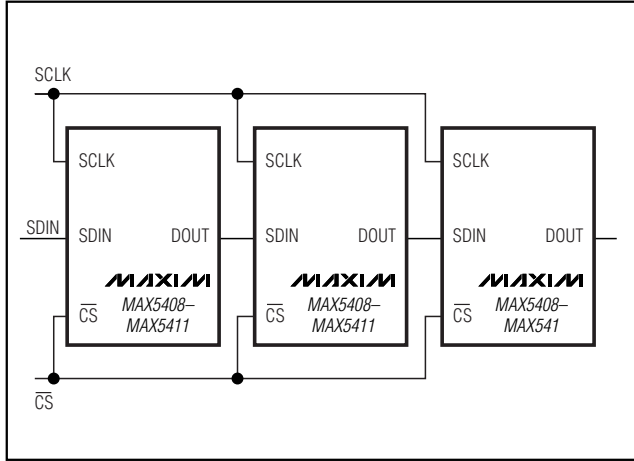 SCLK
SCLK
SCLK
SCLK
SDIN
SDIN
DOUT
SDIN
DOUT
SDIN
DOUT
MAXIM
MAXIM
MAXIM
CS
MAX5408–
MAX5411
CS
MAX5408–
MAX5411
CS
MAX5408–
MAX541
CS